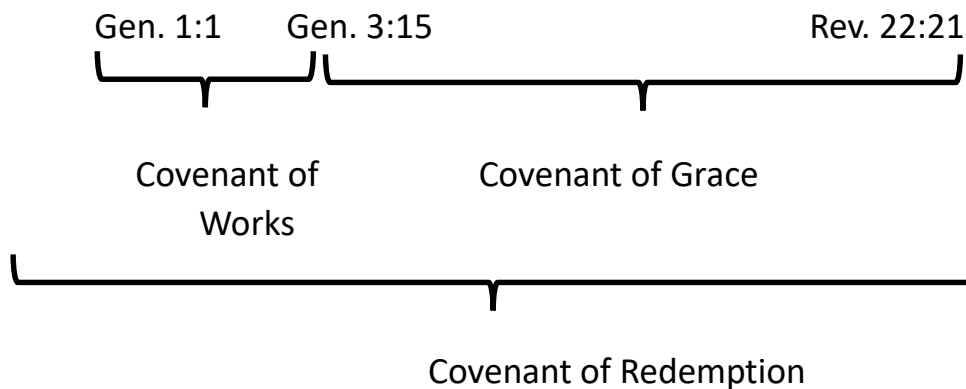 Gen. 1:1 Gen. 3:15 Rev. 22:21
Covenant of Covenant of Grace
Works
Covenant of Redemption